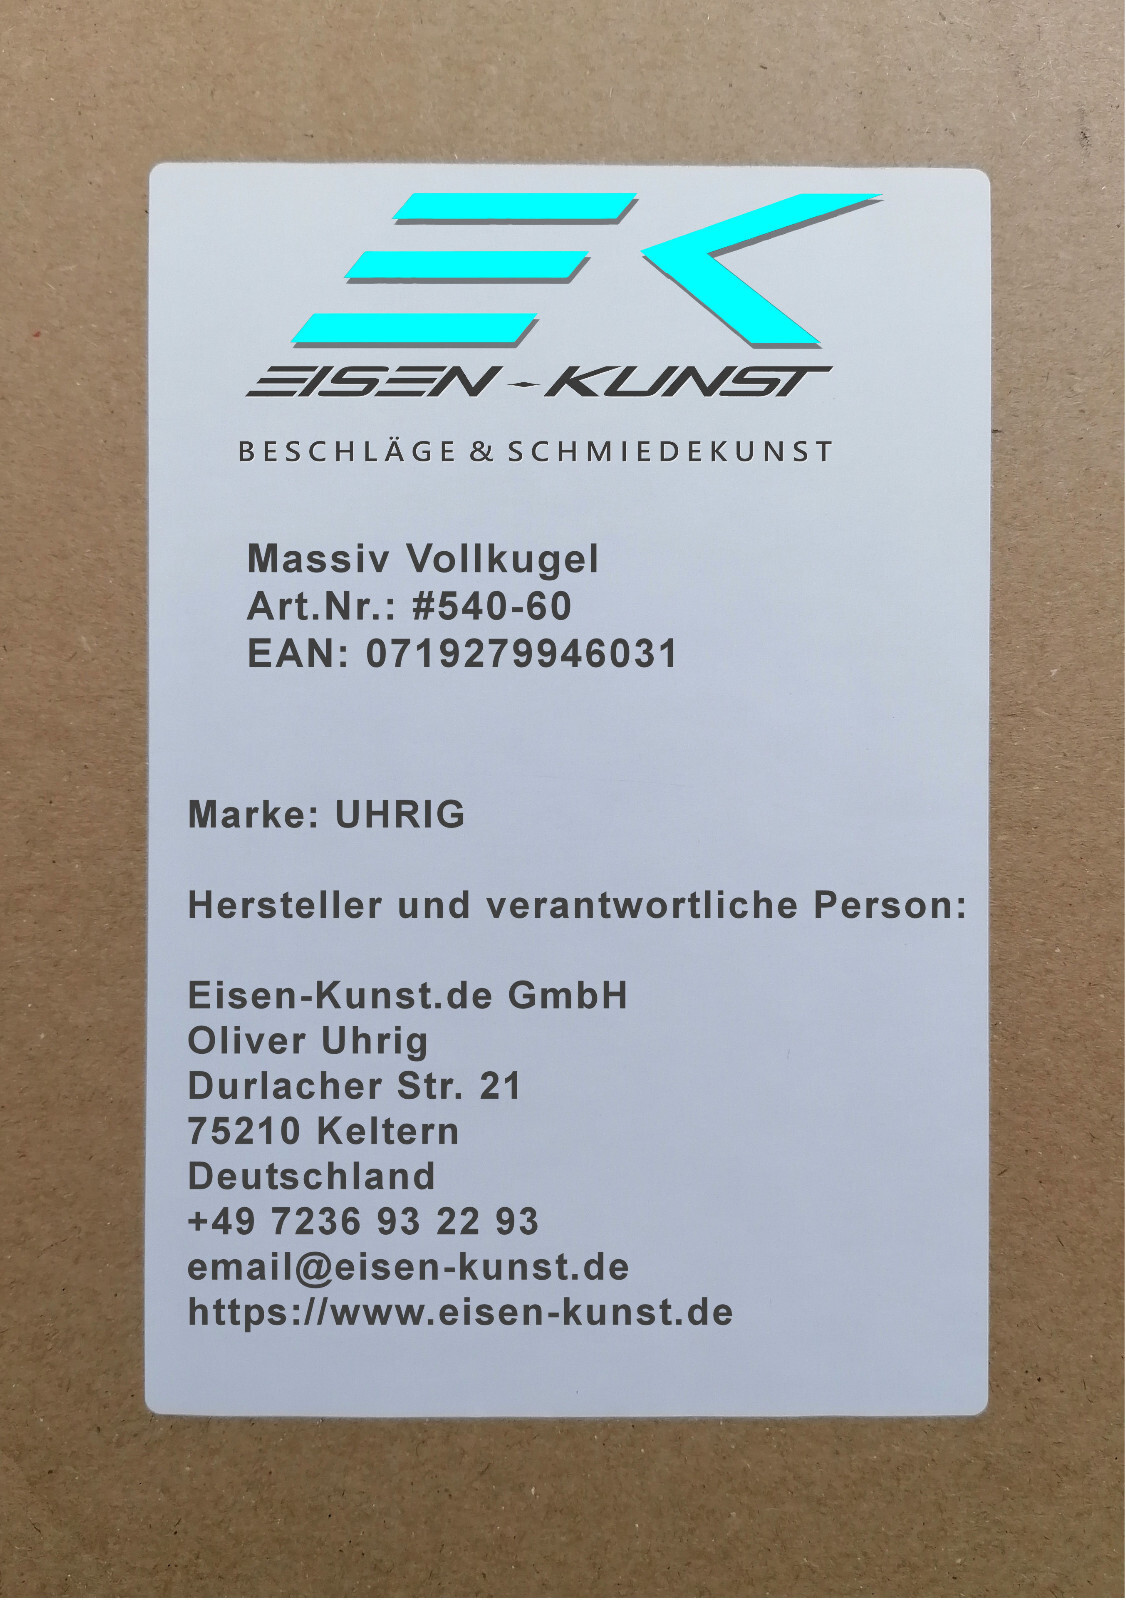 EK
EISEN-KUNST
BESCHLÄGE & SCHMIEDEKUNST
Massiv Vollkugel
Art.Nr.: #540-60
EAN: 0719279946031
Marke: UHRIG
Hersteller und verantwortliche Person:
Eisen-Kunst.de GmbH
Oliver Uhrig
Durlacher Str. 21
75210 Keltern
Deutschland
+49 7236 93 22 93
email@eisen-kunst.de
https://www.eisen-kunst.de